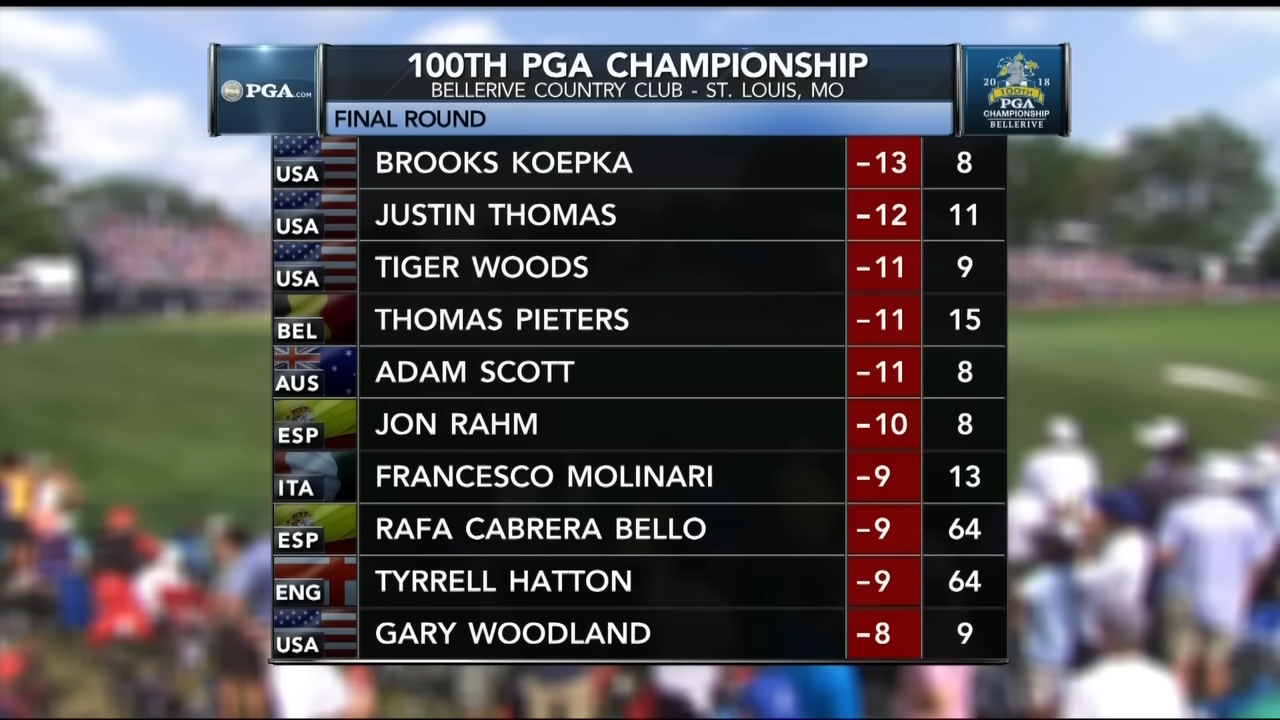 PGA.COM
100TH PGA CHAMPIONSHIP
BELLERIVE COUNTRY CLUB - ST. LOUIS, MO
FINAL ROUND
2018
100TH
PGA
CHAMPIONSHIP
BELLERIVE
USA BROOKS KOEPKA -13 8
USA JUSTIN THOMAS -12 11
USA TIGER WOODS -11 9
BEL THOMAS PIETERS -11 15
AUS ADAM SCOTT -11 8
ESP JON RAHM -10 8
ITA FRANCESCO MOLINARI -9 13
ESP RAFA CABRERA BELLO -9 64
ENG TYRRELL HATTON -9 64
USA GARY WOODLAND -8 9